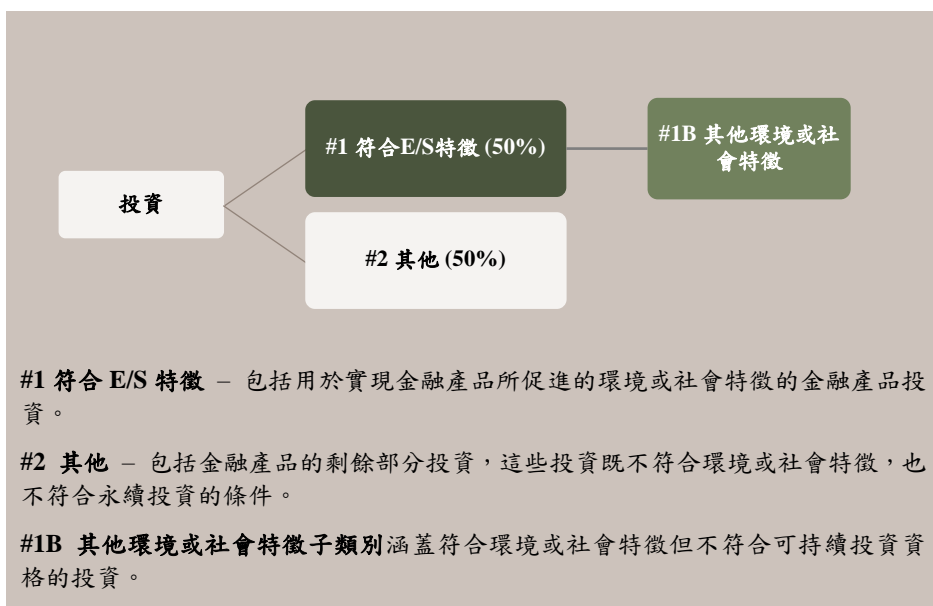 #1 符合E/S特徵 (50%)
#1B 其他環境或社
會特徵
投資
#2 其他 (50%)
#1 符合 E/S 特徵 – 包括用於實現金融產品所促進的環境或社會特徵的金融產品投
資。
#2 其他 – 包括金融產品的剩餘部分投資，這些投資既不符合環境或社會特徵，也
不符合永續投資的條件。
#1B 其他環境或社會特徵子類別涵蓋符合環境或社會特徵但不符合可持續投資資
格的投資。